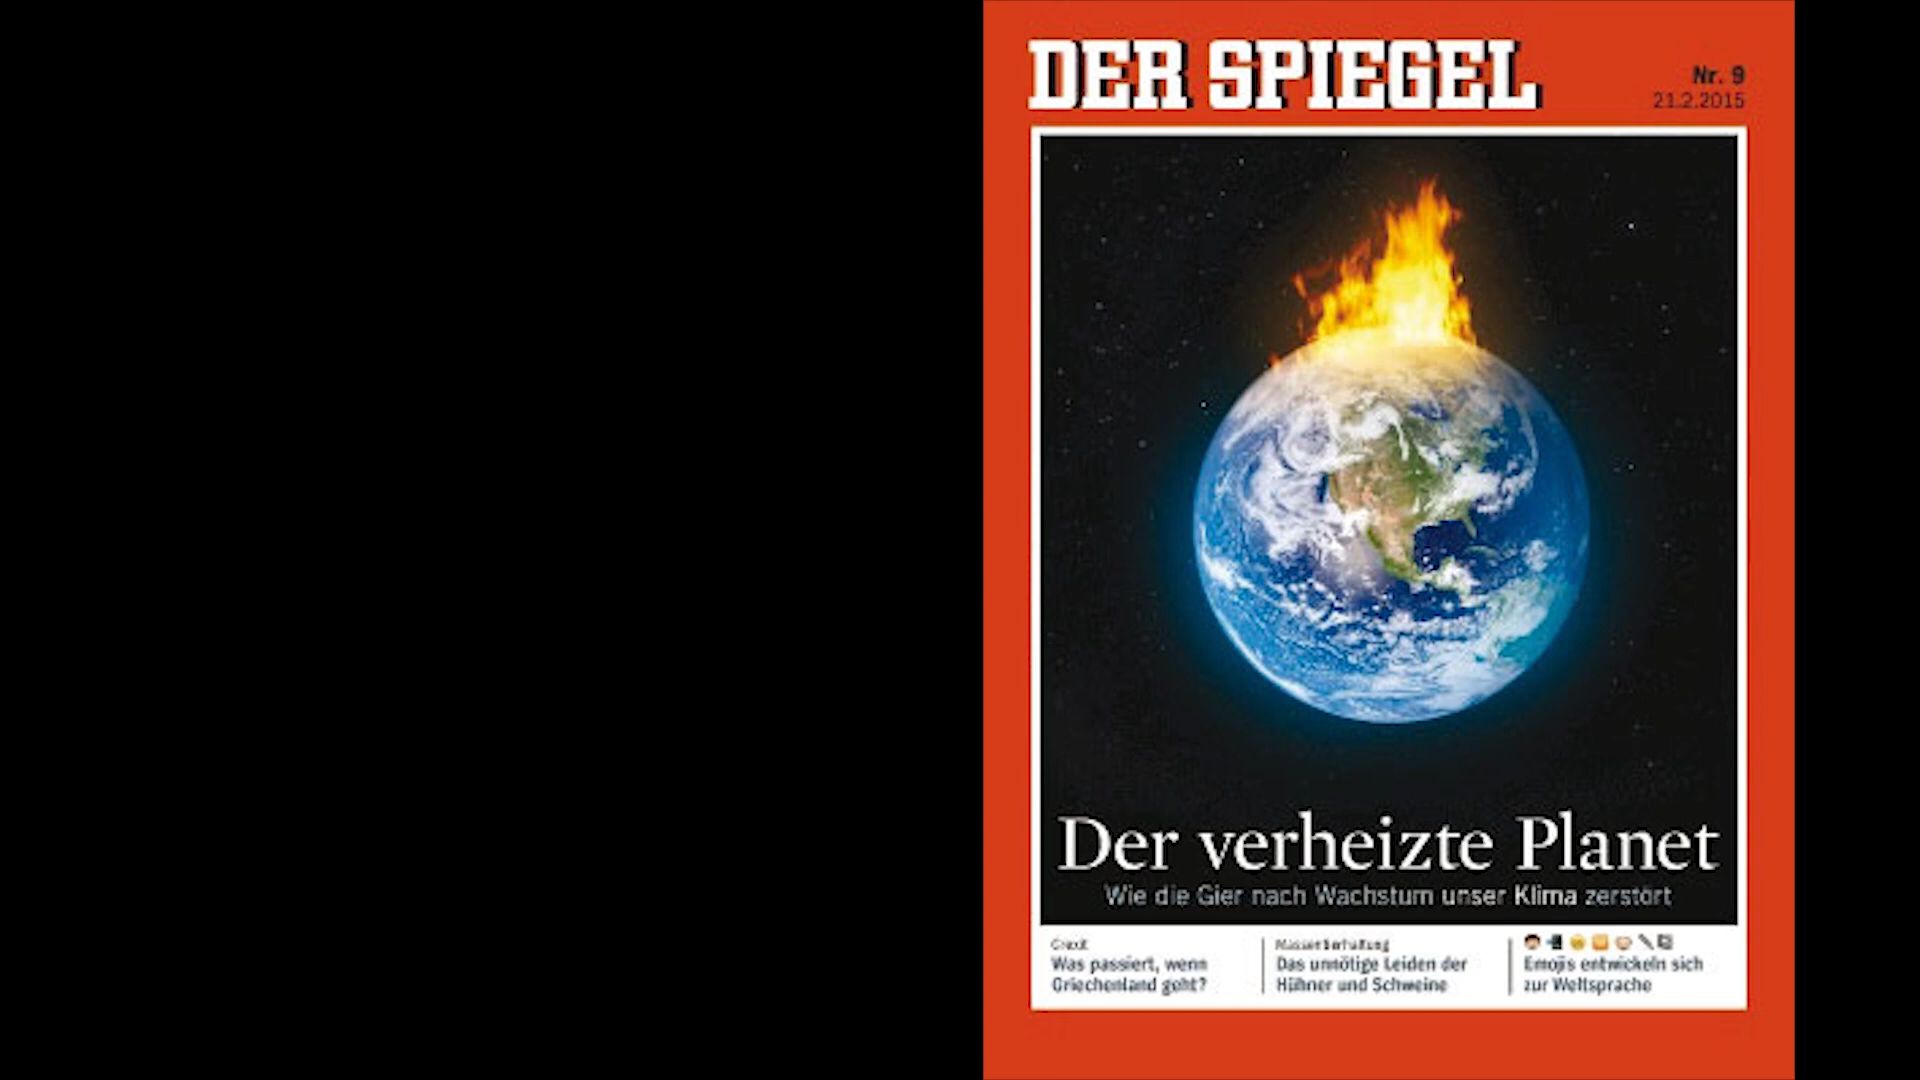 DER SPIEGEL
Nr. 9
21.2.2015
Der verheizte Planet
Wie die Gier nach Wachstum unser Klima zerstört
Grexit
Was passiert, wenn
Griechenland geht?
Massentierhaltung
Das unnötige Leiden der
Hühner und Schweine
Emojis entwickeln sich
zur Weltsprache